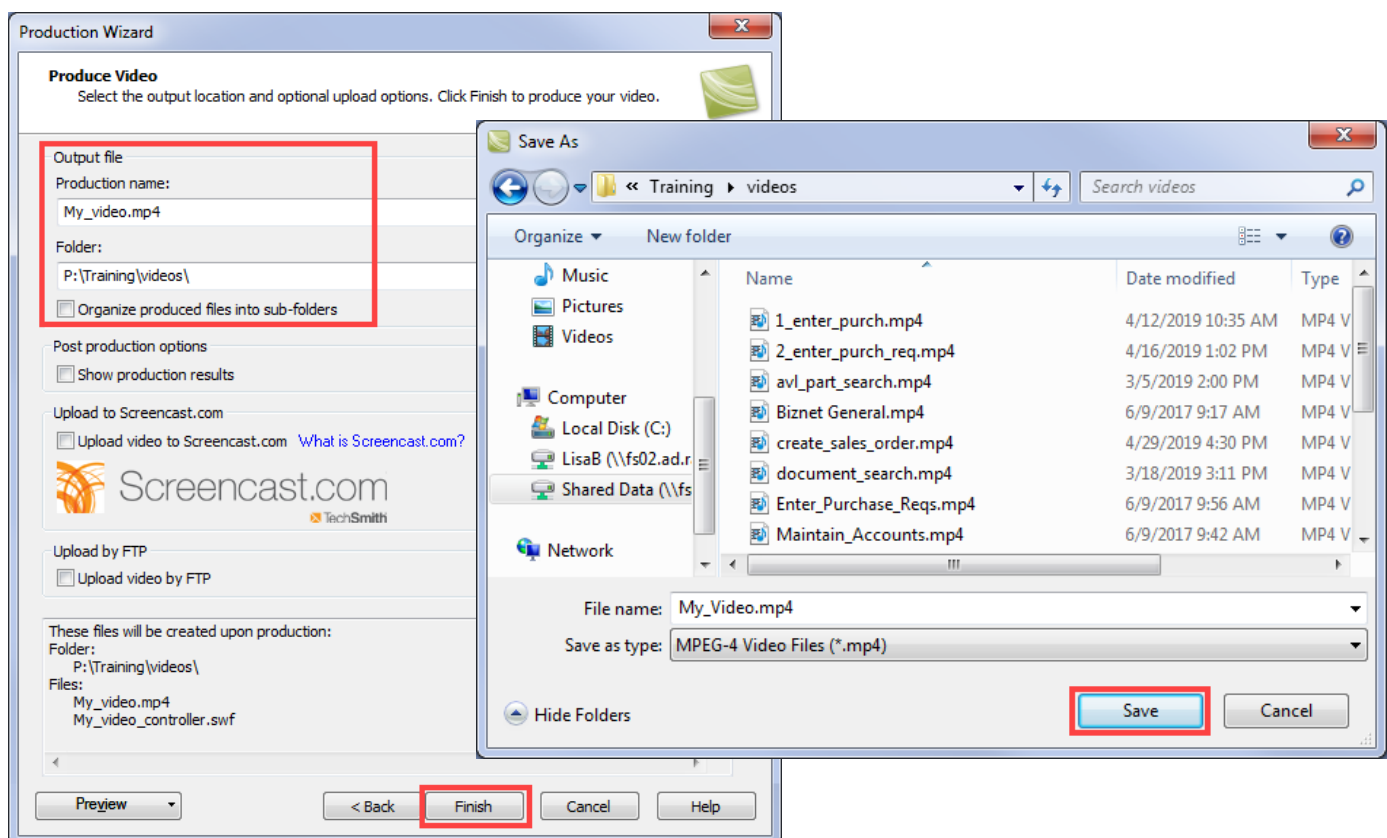 Production Wizard
Produce Video
Select the output location and optional upload options. Click Finish to produce your video.
Output file
Production name:
My_video.mp4
Folder:
P:\Training\videos\
Organize produced files into sub-folders
Post production options
Show production results
Upload to Screencast.com
Upload video to Screencast.com What is Screencast.com?
Screencast.com
TechSmith
Upload by FTP
Upload video by FTP
These files will be created upon production:
Folder:
P:\Training\videos\
Files:
My_video.mp4
My_video_controller.swf
Preview
< Back
Finish
Cancel
Help
Save As
« Training videos
Search videos
Organize New folder
Music
Pictures
Videos
Computer
Local Disk (C:)
LisaB (\\fs02.ad.r
Shared Data (\\fs
Network
Name Date modified Type
1_enter_purch.mp4 4/12/2019 10:35 AM MP4 V
2_enter_purch_req.mp4 4/16/2019 1:02 PM MP4 V
avl_part_search.mp4 3/5/2019 2:00 PM MP4 V
Biznet General.mp4 6/9/2017 9:17 AM MP4 V
create_sales_order.mp4 4/29/2019 4:30 PM MP4 V
document_search.mp4 3/18/2019 3:11 PM MP4 V
Enter_Purchase_Reqs.mp4 6/9/2017 9:56 AM MP4 V
Maintain_Accounts.mp4 6/9/2017 9:42 AM MP4 V
File name: My_Video.mp4
Save as type: MPEG-4 Video Files (*.mp4)
Hide Folders
Save
Cancel